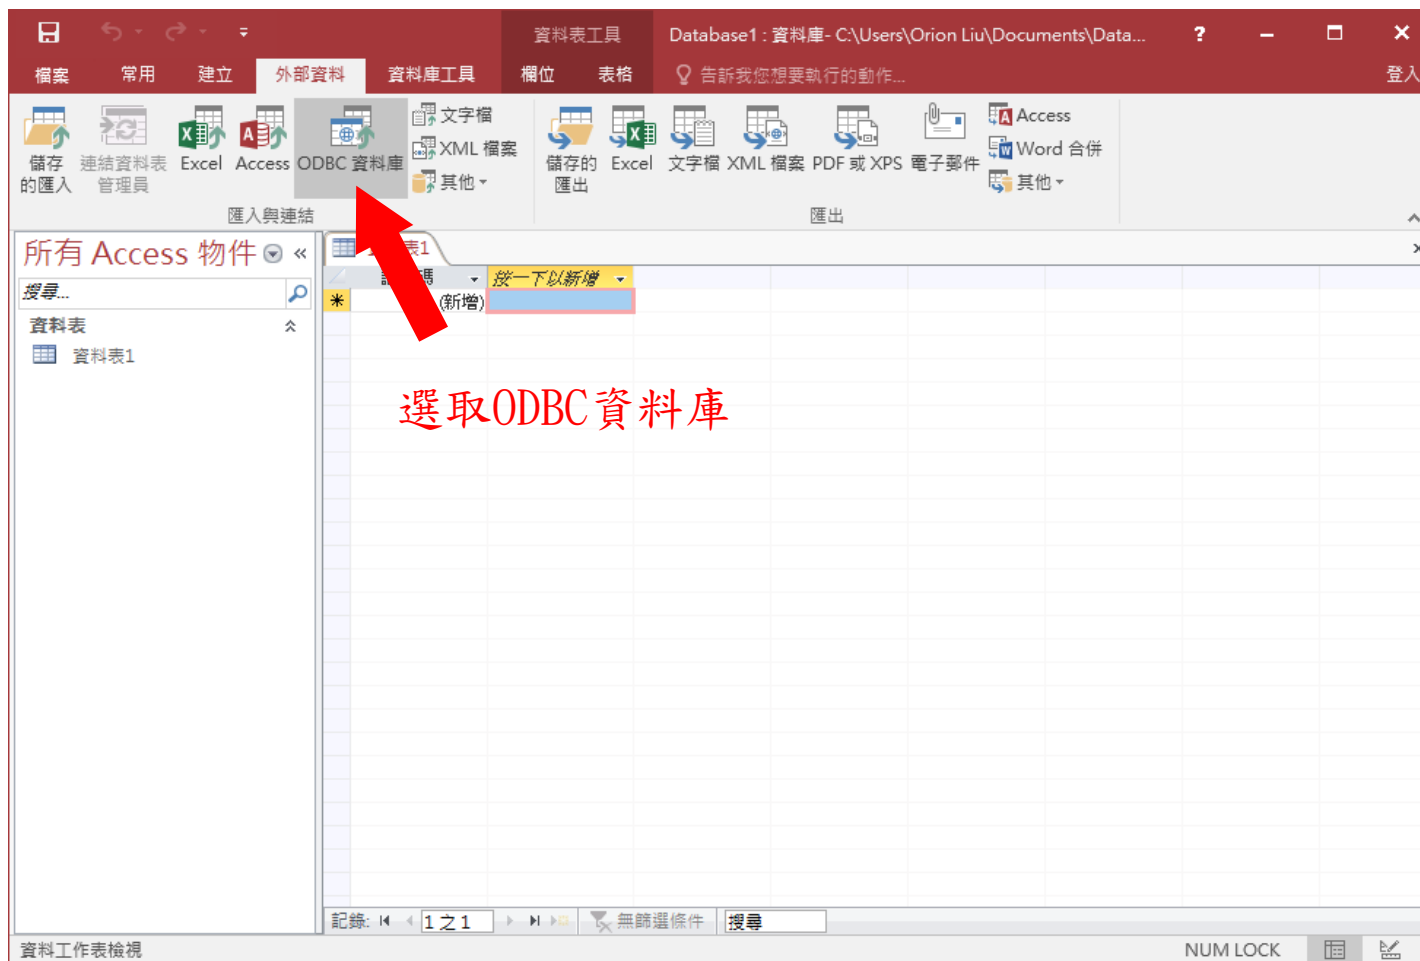 資料表工具 Database1 : 資料庫- C:\Users\Orion Liu\Documents\Data... ?
檔案 常用 建立 外部資料 資料庫工具 欄位 表格 告訴我您想要執行的動作... 登入
儲存的匯入
連結資料表管理員
Excel
Access
ODBC 資料庫
文字檔
XML 檔案
其他
匯入與連結
儲存的匯出
Excel
文字檔
XML 檔案
PDF 或 XPS
電子郵件
Access
Word 合併
其他
匯出
所有 Access 物件 «
搜尋...
資料表
資料表1
表1
按一下以新增
(新增)
選取ODBC資料庫
記錄: 1 之 1 無篩選條件 搜尋
資料工作表檢視 NUM LOCK